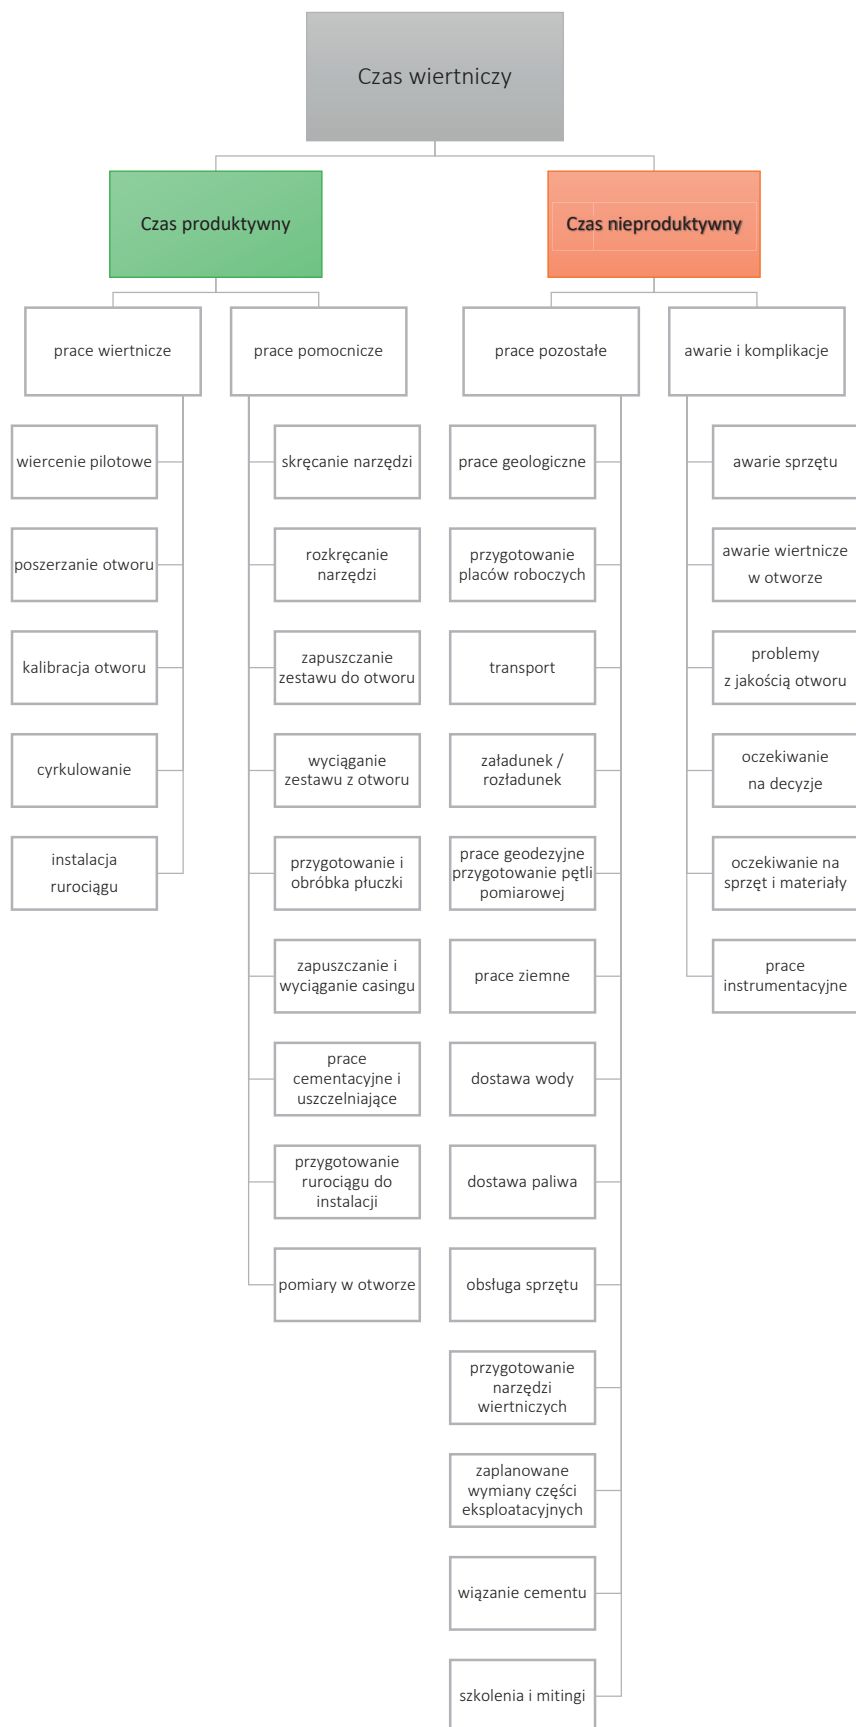 Czas wiertniczy
Czas produktywny
Czas nieproduktywny
prace wiertnicze
prace pomocnicze
prace pozostałe
awarie i komplikacje
wiercenie pilotowe
poszerzanie otworu
kalibracja otworu
cyrkulowanie
instalacja
rurociągu
skręcanie narzędzi
rozkręcanie
narzędzi
zapuszczanie
zestawu do otworu
wyciąganie
zestawu z otworu
przygotowanie i
obróbka płuczki
zapuszczanie i
wyciąganie casingu
prace
cementacyjne i
uszczelniające
przygotowanie
rurociągu do
instalacji
pomiary w otworze
prace geologiczne
przygotowanie
placów roboczych
transport
załadunek /
rozładunek
prace geodezyjne
przygotowanie pętli
pomiarowej
prace ziemne
dostawa wody
dostawa paliwa
obsługa sprzętu
przygotowanie
narzędzi
wiertniczych
zaplanowane
wymiany części
eksploatacyjnych
wiązanie cementu
szkolenia i mitingi
awarie sprzętu
awarie wiertnicze
w otworze
problemy
z jakością otworu
oczekiwanie
na decyzje
oczekiwanie na
sprzęt i materiały
prace
instrumentacyjne